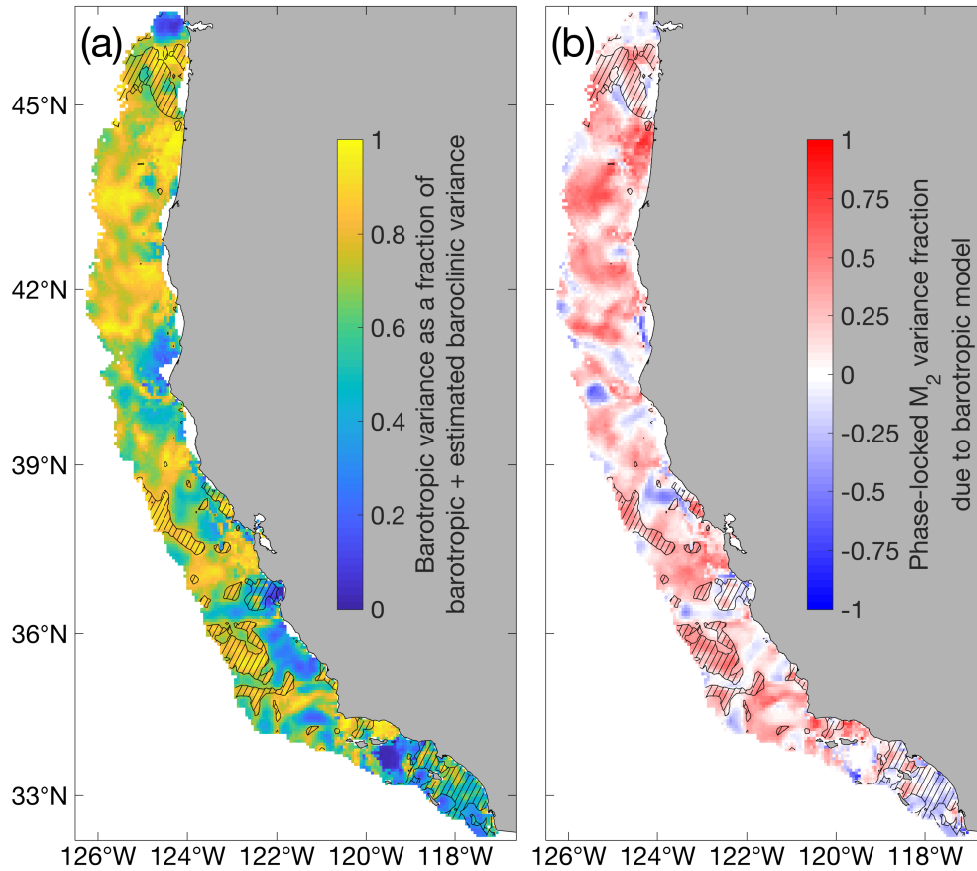 (a)
45°N
42°N
39°N
36°N
33°N
126°W 124°W 122°W 120°W 118°W
1
0.8
0.6
0.4
0.2
0
Barotropic variance as a fraction of
barotropic + estimated baroclinic variance
(b)
126°W 124°W 122°W 120°W 118°W
1
0.75
0.5
0.25
0
-0.25
-0.5
-0.75
-1
Phase-locked M₂ variance fraction
due to barotropic model